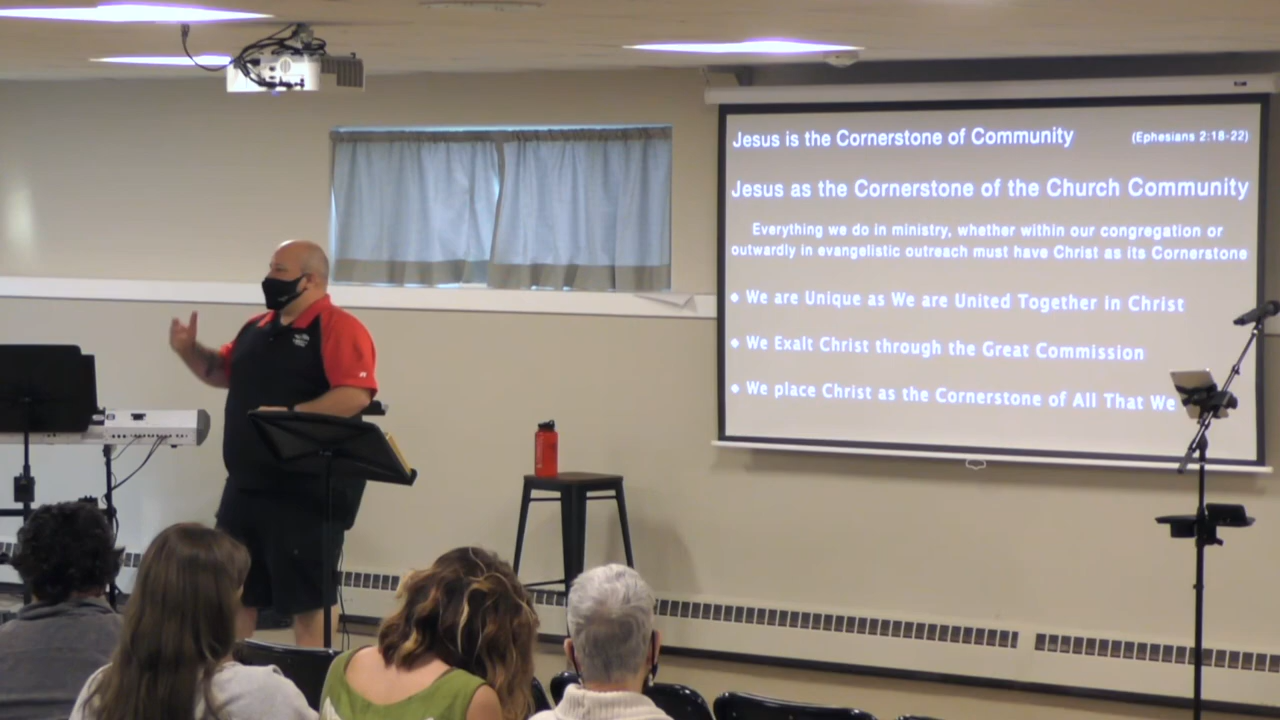 Jesus is the Cornerstone of Community (Ephesians 2:18-22)
Jesus as the Cornerstone of the Church Community
Everything we do in ministry, whether within our congregation or
outwardly in evangelistic outreach must have Christ as its Cornerstone
• We are Unique as We are United Together in Christ
• We Exalt Christ through the Great Commission
• We place Christ as the Cornerstone of All That We